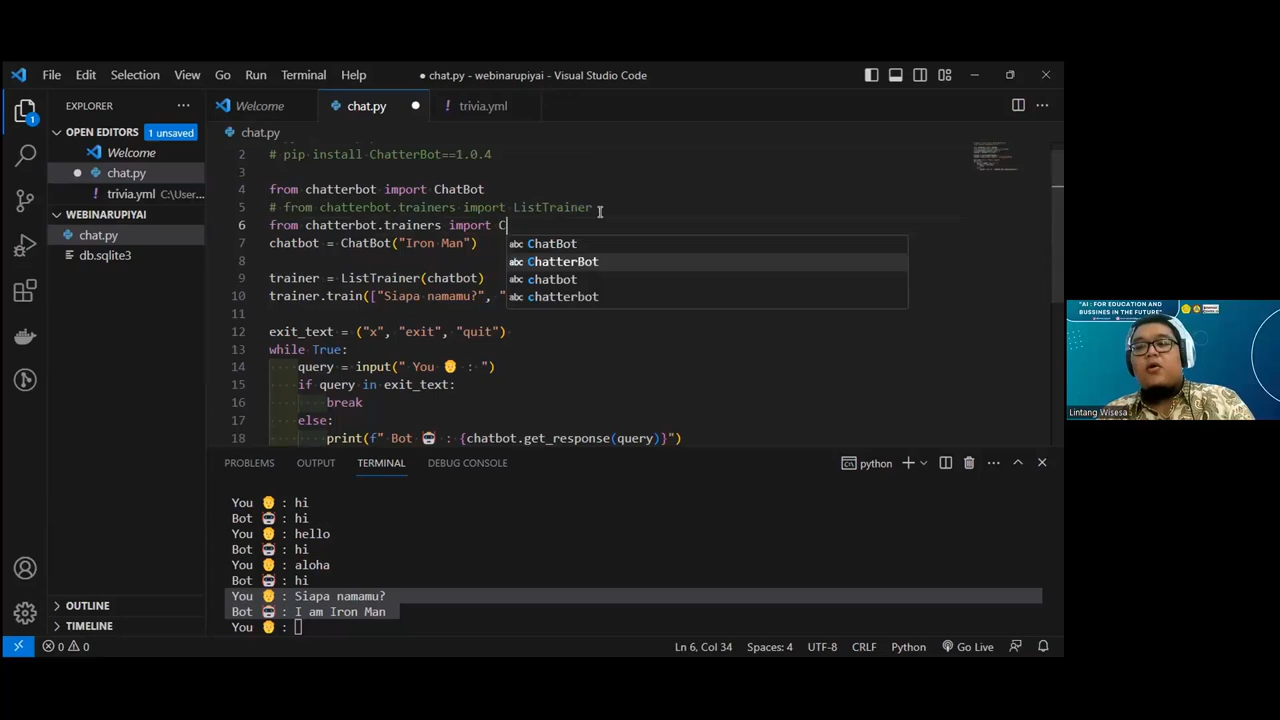 File Edit Selection View Go Run Terminal Help
● chat.py - webinarupiyai - Visual Studio Code
EXPLORER
OPEN EDITORS 1 unsaved
Welcome
chat.py
trivia.yml C:\User...
WEBINARUPIYAI
chat.py
db.sqlite3
OUTLINE
TIMELINE
Welcome chat.py trivia.yml
chat.py
2 # pip install ChatterBot==1.0.4
3
4 from chatterbot import ChatBot
5 # from chatterbot.trainers import ListTrainer
6 from chatterbot.trainers import C
7 chatbot = ChatBot("Iron Man")
8
9 trainer = ListTrainer(chatbot)
10 trainer.train(["Siapa namamu?", "
11
12 exit_text = ("x", "exit", "quit")
13 while True:
14 query = input(" You 👨‍🦲 : ")
15 if query in exit_text:
16 break
17 else:
18 print(f" Bot 🤖 : {chatbot.get_response(query)}")
abc ChatBot
abc ChatterBot
abc chatbot
abc chatterbot
PROBLEMS OUTPUT TERMINAL DEBUG CONSOLE
python
You : hi
Bot 🤖 : hi
You : hello
Bot 🤖 : hi
You : aloha
Bot 🤖 : hi
You : Siapa namamu?
Bot 🤖 : I am Iron Man
You :
0 0 Ln 6, Col 34 Spaces: 4 UTF-8 CRLF Python Go Live
"AI : FOR EDUCATION AND
BUSSINES IN THE FUTURE"
Lintang Wisesa